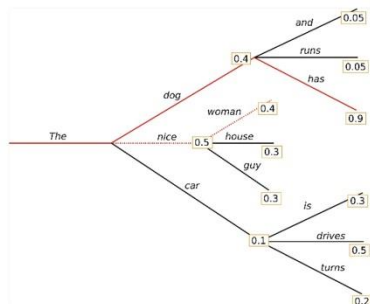 and
0.05
runs
0.4
0.05
dog
has
woman
0.4
0.9
The
nice
0.5
house
0.3
guy
car
0.3
is
0.3
0.1
drives
0.5
turns
0.2